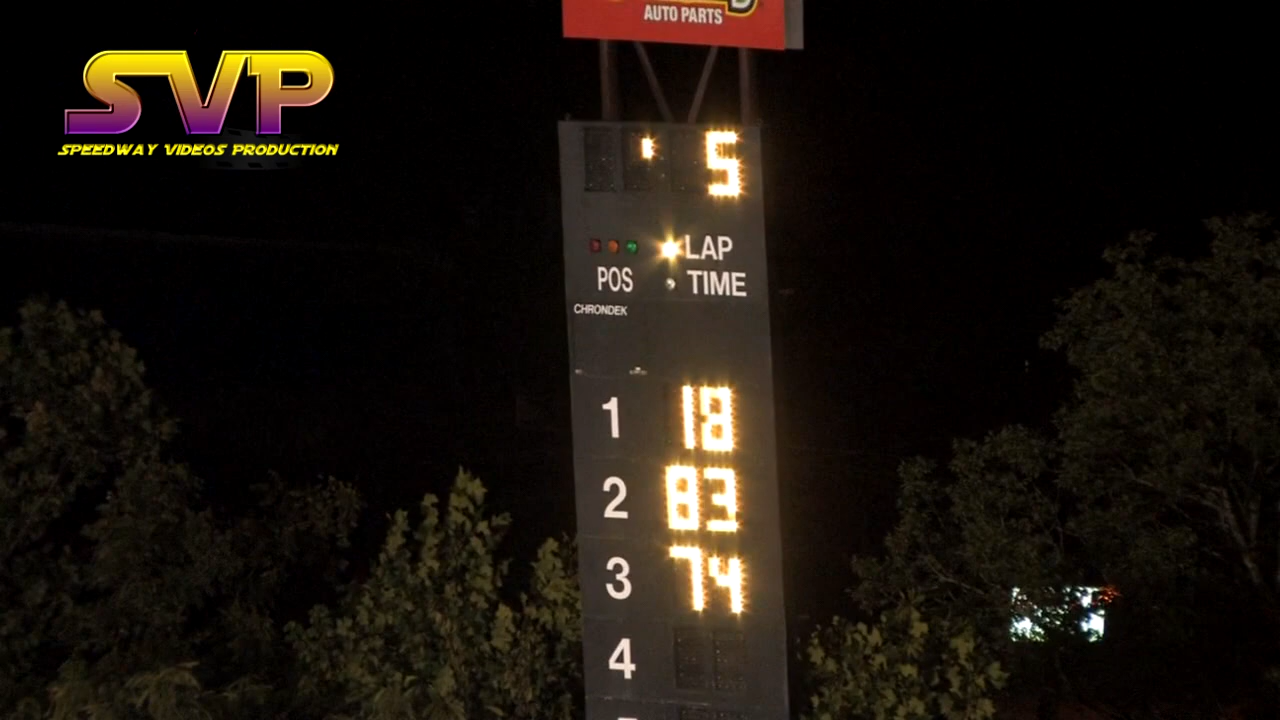 AUTO PARTS
SVP
SPEEDWAY VIDEOS PRODUCTION
5
LAP
POS TIME
CHRONDEK
1 18
2 83
3 74
4